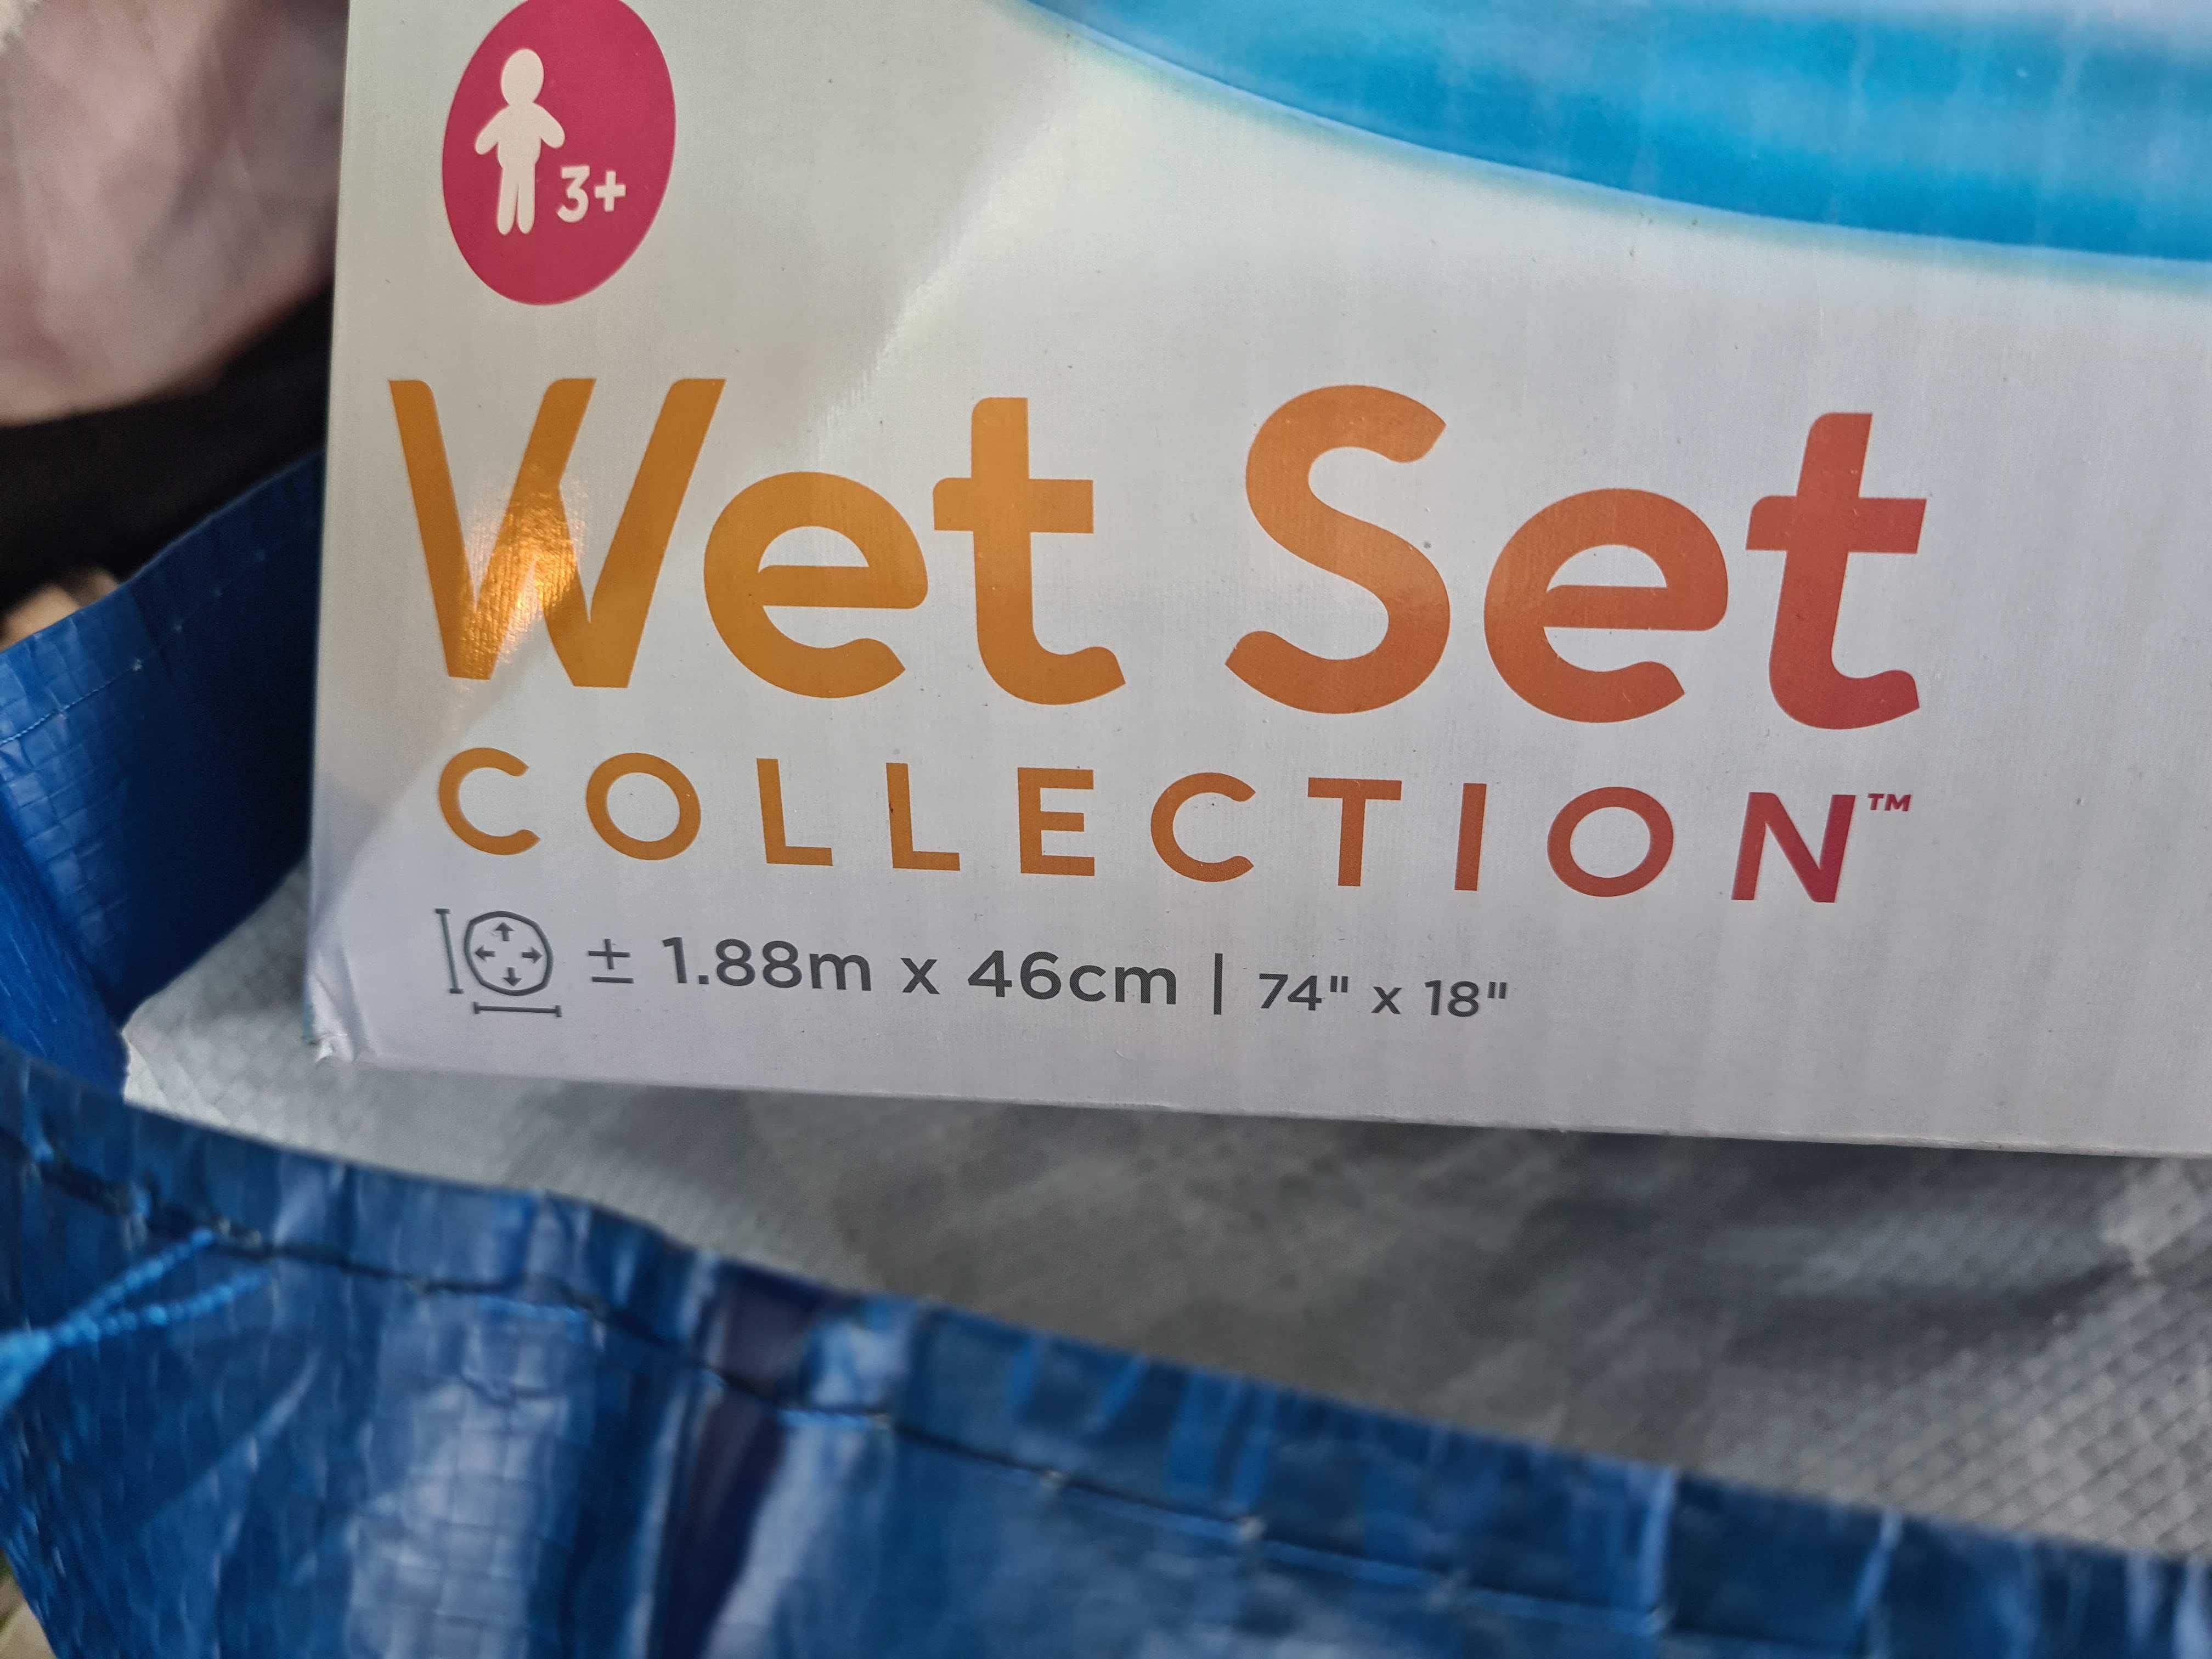 3+
Wet Set
COLLECTION™
± 1.88m x 46cm | 74" x 18"